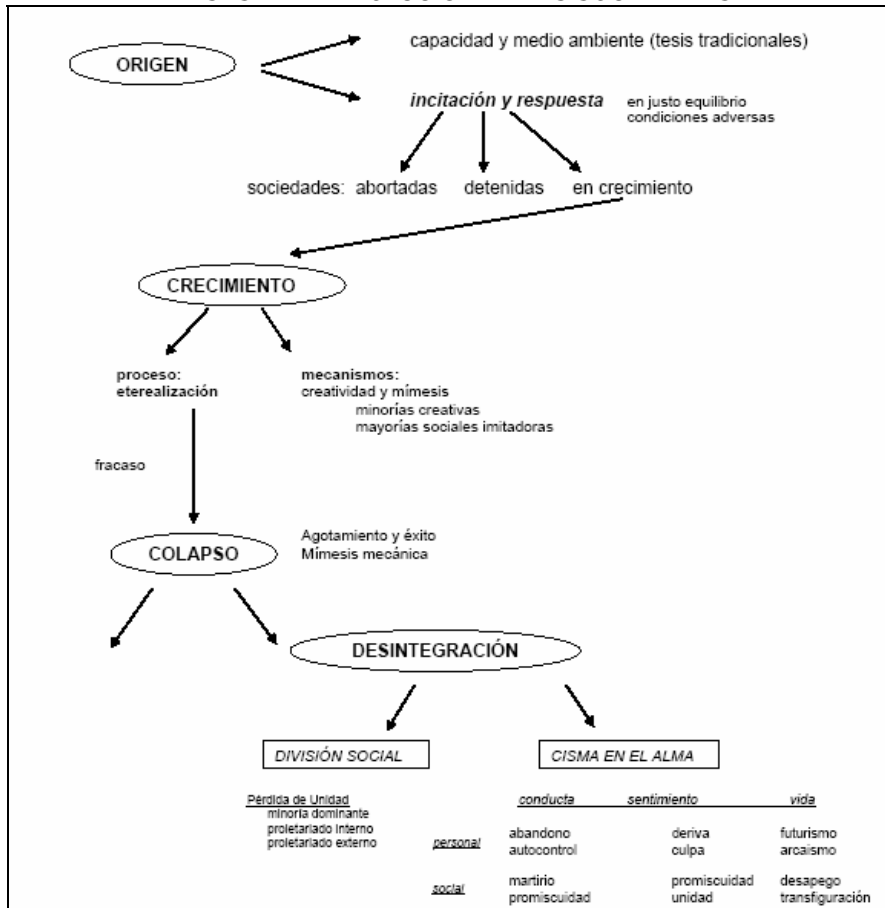 capacidad y medio ambiente (tesis tradicionales)
ORIGEN
incitación y respuesta
en justo equilibrio
condiciones adversas
sociedades: abortadas detenidas en crecimiento
CRECIMIENTO
proceso:
eterealización
mecanismos:
creatividad y mímesis
minorías creativas
mayorías sociales imitadoras
fracaso
COLAPSO
Agotamiento y éxito
Mímesis mecánica
DESINTEGRACIÓN
DIVISIÓN SOCIAL
CISMA EN EL ALMA
Pérdida de Unidad
minoría dominante
proletariado interno
proletariado externo
conducta sentimiento vida
personal
abandono deriva futurismo
autocontrol culpa arcaismo
social
martirio promiscuidad desapego
promiscuidad unidad transfiguración